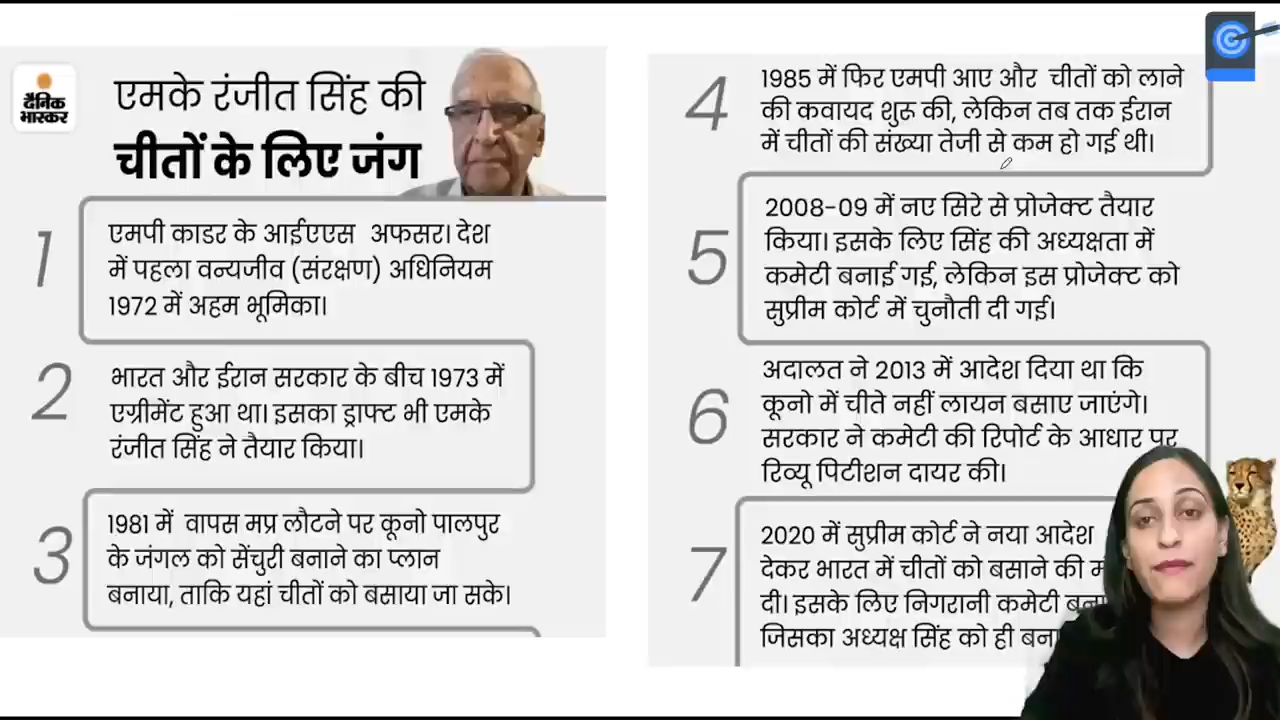 दैनिक
भास्कर
एमके रंजीत सिंह की
चीतों के लिए जंग
1
एमपी काडर के आईएएस अफसर। देश
में पहला वन्यजीव (संरक्षण) अधिनियम
1972 में अहम भूमिका।
2
भारत और ईरान सरकार के बीच 1973 में
एग्रीमेंट हुआ था। इसका ड्राफ्ट भी एमके
रंजीत सिंह ने तैयार किया।
3
1981 में वापस मप्र लौटने पर कूनो पालपुर
के जंगल को सेंचुरी बनाने का प्लान
बनाया, ताकि यहां चीतों को बसाया जा सके।
4
1985 में फिर एमपी आए और चीतों को लाने
की कवायद शुरू की, लेकिन तब तक ईरान
में चीतों की संख्या तेजी से कम हो गई थी।
5
2008-09 में नए सिरे से प्रोजेक्ट तैयार
किया। इसके लिए सिंह की अध्यक्षता में
कमेटी बनाई गई, लेकिन इस प्रोजेक्ट को
सुप्रीम कोर्ट में चुनौती दी गई।
6
अदालत ने 2013 में आदेश दिया था कि
कूनो में चीते नहीं लायन बसाए जाएंगे।
सरकार ने कमेटी की रिपोर्ट के आधार पर
रिव्यू पिटीशन दायर की।
7
2020 में सुप्रीम कोर्ट ने नया आदेश
देकर भारत में चीतों को बसाने की
दी। इसके लिए निगरानी कमेटी
जिसका अध्यक्ष सिंह को ही